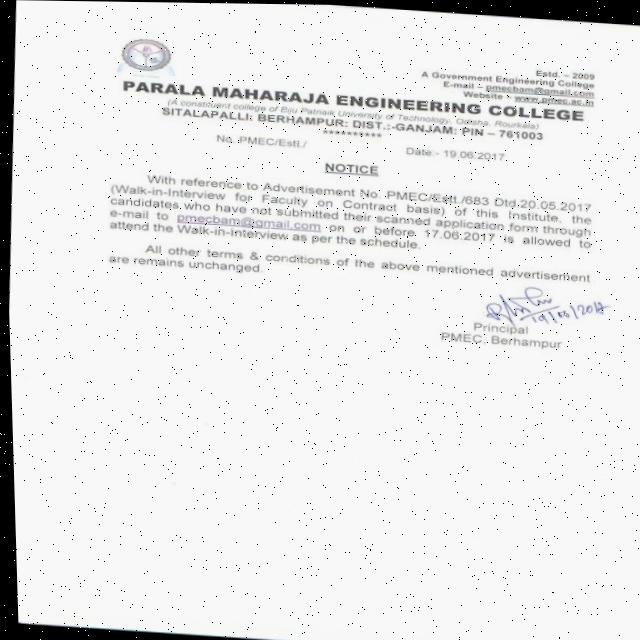 Estd. – 2009
A Government Engineering College
E-mail – pmecbam@gmail.com
Website - www.pmec.ac.in
PARALA MAHARAJA ENGINEERING COLLEGE
(A constituent college of Biju Patnaik University of Technology, Odisha, Rourkela)
SITALAPALLI: BERHAMPUR: DIST.:-GANJAM: PIN – 761003
**********
No.:PMEC/Estl./
Date:- 19.06.2017
NOTICE
With reference to Advertisement No. PMEC/Estt./683 Dtd.20.05.2017
(Walk-in-Interview for Faculty on Contract basis) of this Institute, the
candidates who have not submitted their scanned application form through
e-mail to pmecbam@gmail.com on or before 17.06.2017 is allowed to
attend the Walk-in-Interview as per the schedule.
All other terms & conditions of the above mentioned advertisement
are remains unchanged.
19/06/2017
Principal
PMEC, Berhampur